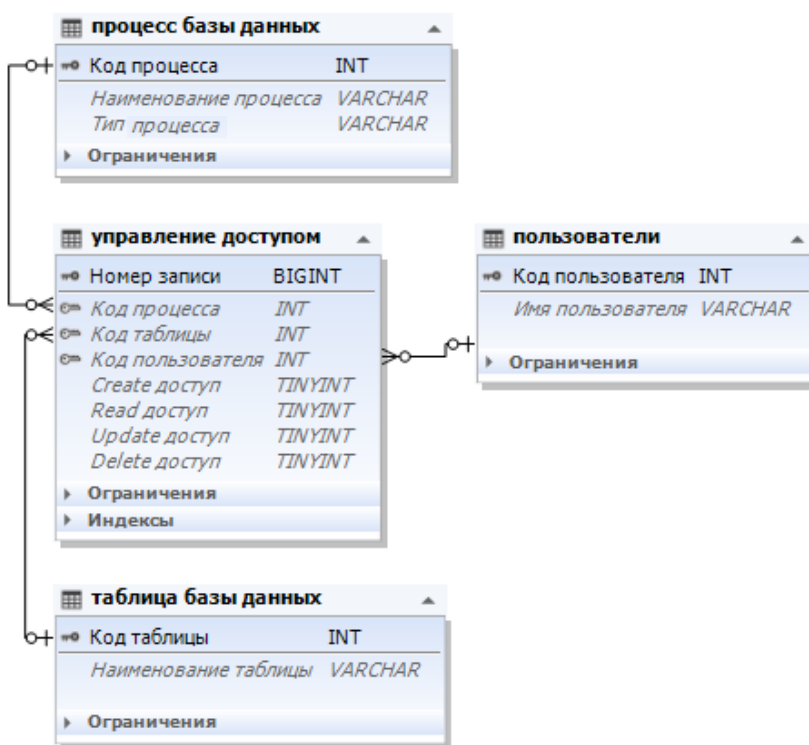 процесс базы данных
Код процесса INT
Наименование процесса VARCHAR
Тип процесса VARCHAR
Ограничения
управление доступом
Номер записи BIGINT
Код процесса INT
Код таблицы INT
Код пользователя INT
Create доступ TINYINT
Read доступ TINYINT
Update доступ TINYINT
Delete доступ TINYINT
Ограничения
Индексы
пользователи
Код пользователя INT
Имя пользователя VARCHAR
Ограничения
таблица базы данных
Код таблицы INT
Наименование таблицы VARCHAR
Ограничения